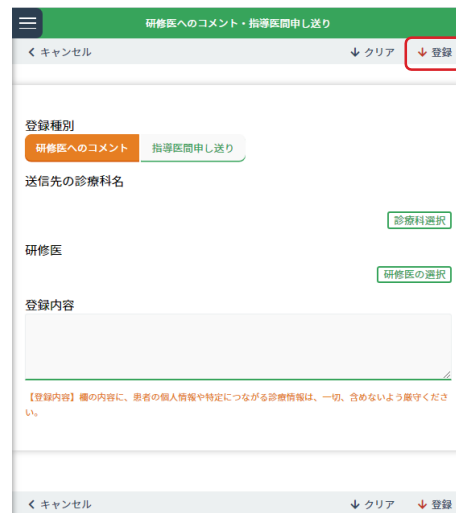 研修医へのコメント・指導医間申し送り
キャンセル クリア 登録
登録種別
研修医へのコメント 指導医間申し送り
送信先の診療科名
診療科選択
研修医
研修医の選択
登録内容
【登録内容】欄の内容に、患者の個人情報や特定につながる診療情報は、一切、含めないよう厳守くださ
い。
キャンセル クリア 登録